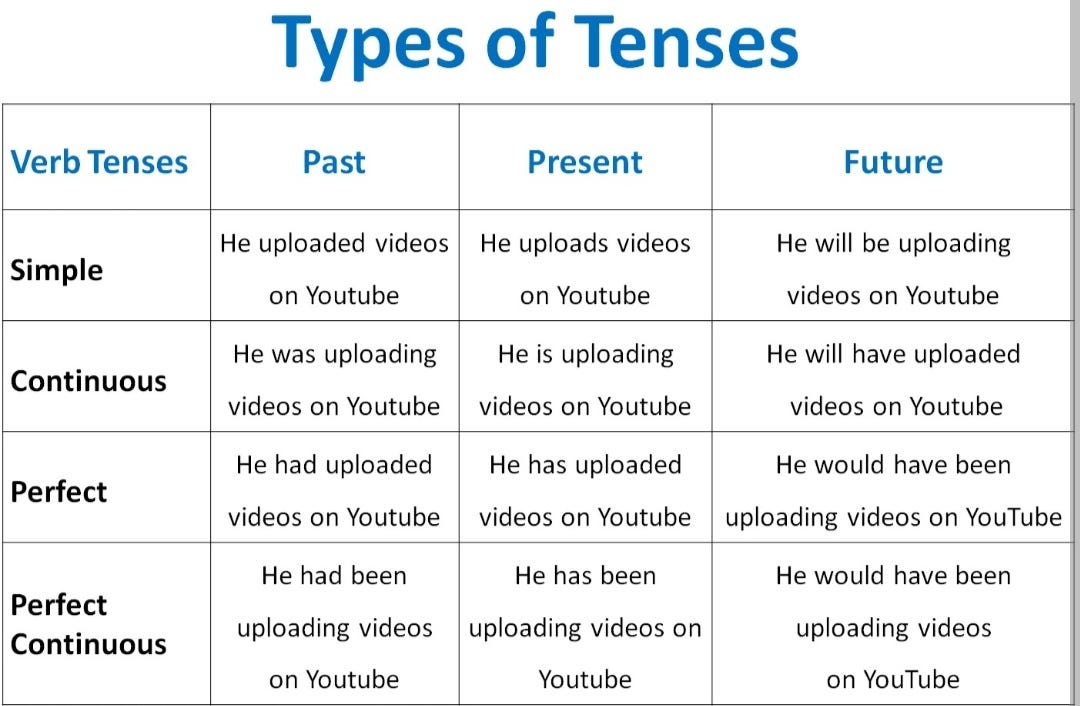 Types of Tenses
Verb Tenses Past Present Future
Simple
He uploaded videos
on Youtube
He uploads videos
on Youtube
He will be uploading
videos on Youtube
Continuous
He was uploading
videos on Youtube
He is uploading
videos on Youtube
He will have uploaded
videos on Youtube
Perfect
He had uploaded
videos on Youtube
He has uploaded
videos on Youtube
He would have been
uploading videos on YouTube
Perfect
Continuous
He had been
uploading videos
on Youtube
He has been
uploading videos on
Youtube
He would have been
uploading videos
on YouTube